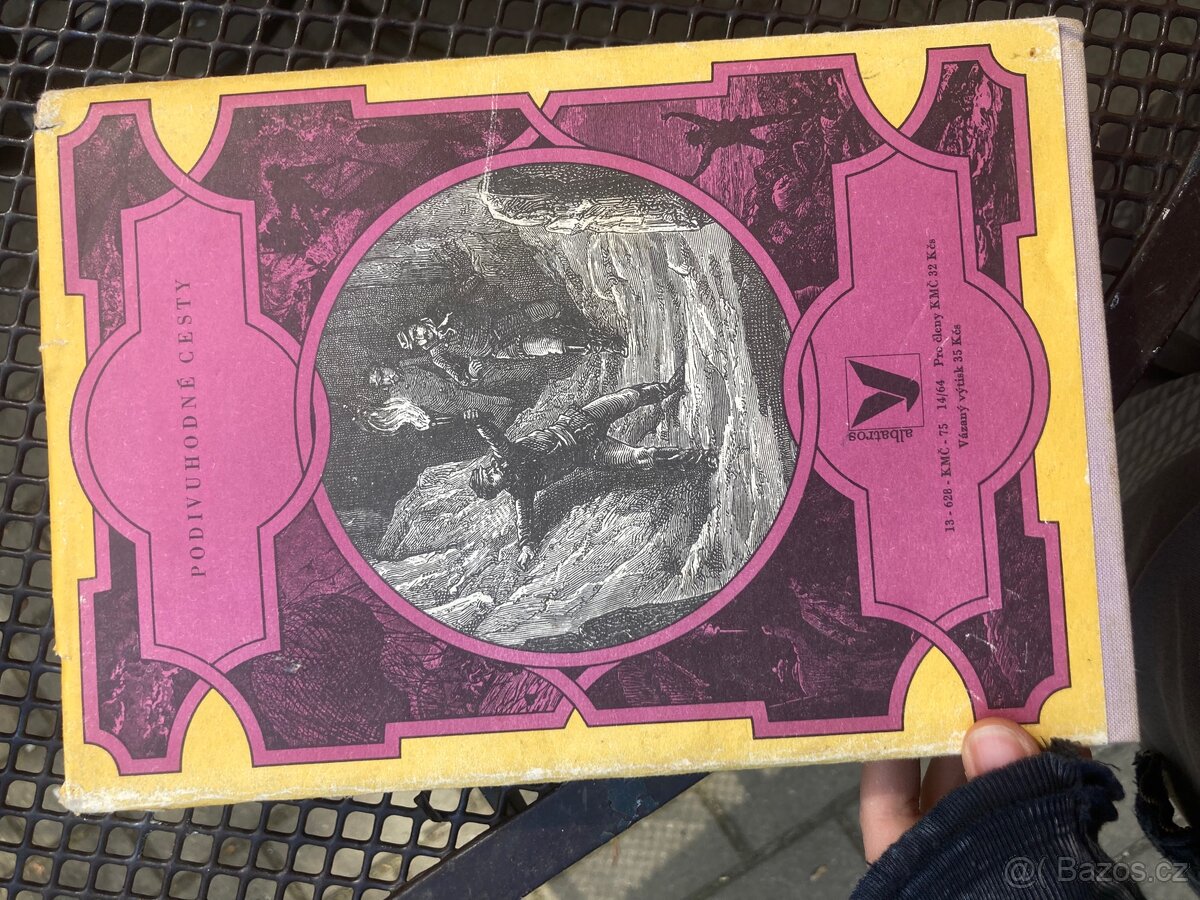 PODIVUHODNÉ CESTY
albatros
13 - 628 - KMČ - 75 14/64 Pro členy KMČ 32 Kčs
Vázaný výtisk 35 Kčs
@( Bazos.cz